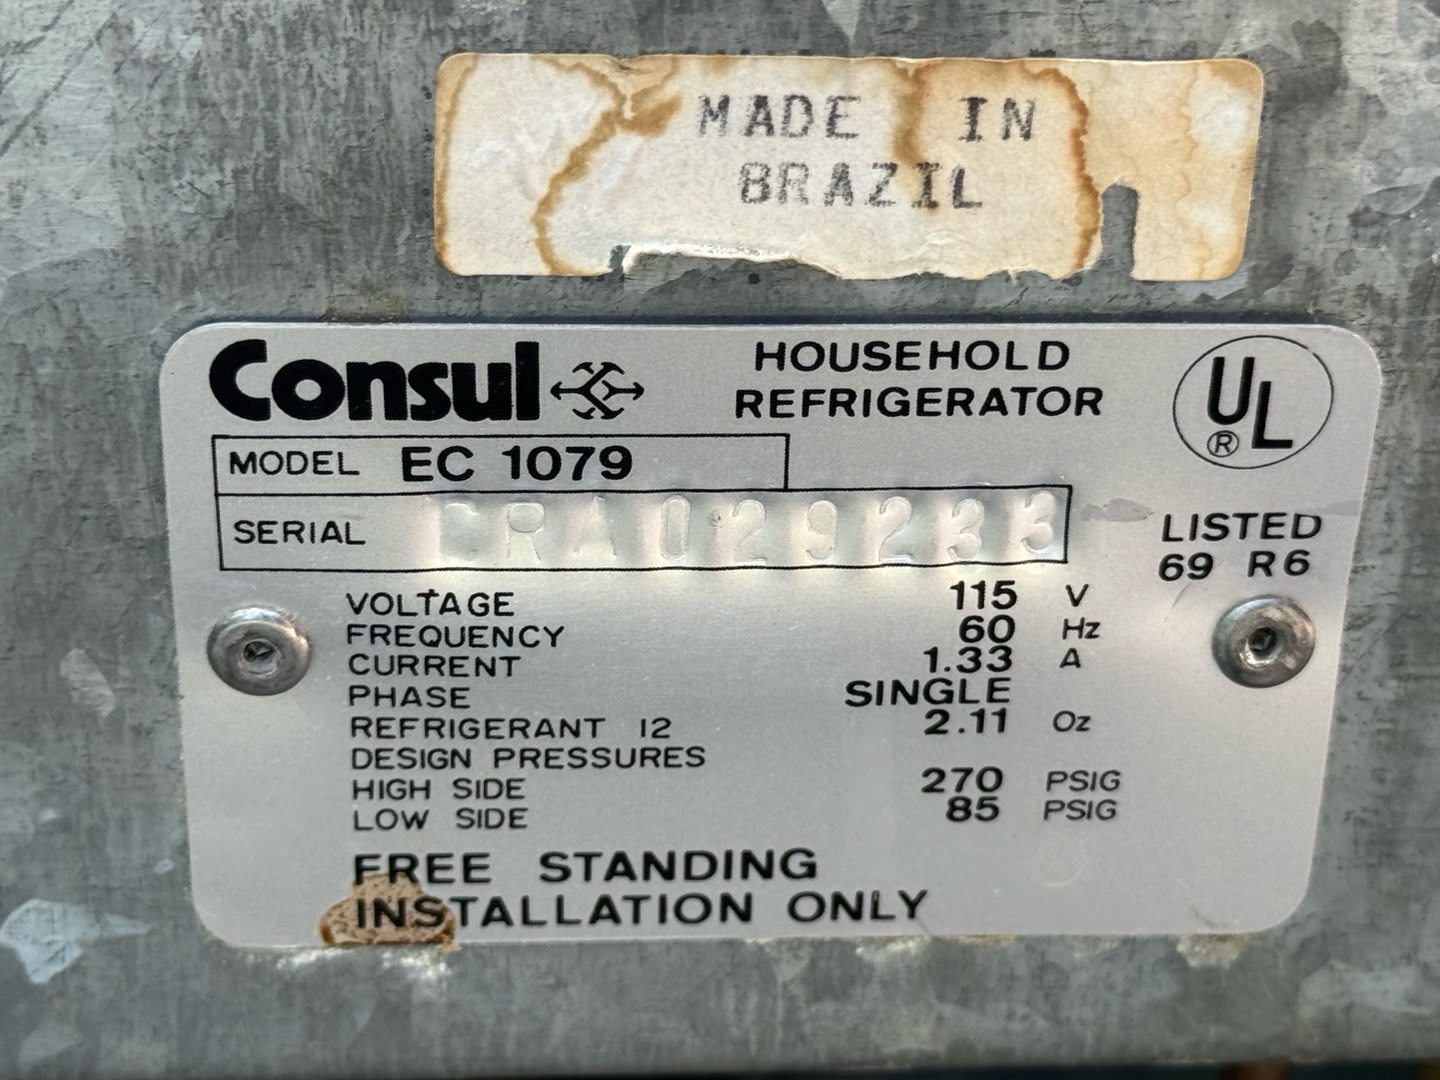 MADE IN
BRAZIL
Consul
HOUSEHOLD
REFRIGERATOR
UL
®
MODEL EC 1079
SERIAL CRA029233
LISTED
69 R6
VOLTAGE 115 V
FREQUENCY 60 Hz
CURRENT 1.33 A
PHASE SINGLE
REFRIGERANT 12 2.11 Oz
DESIGN PRESSURES
HIGH SIDE 270 PSIG
LOW SIDE 85 PSIG
FREE STANDING
INSTALLATION ONLY